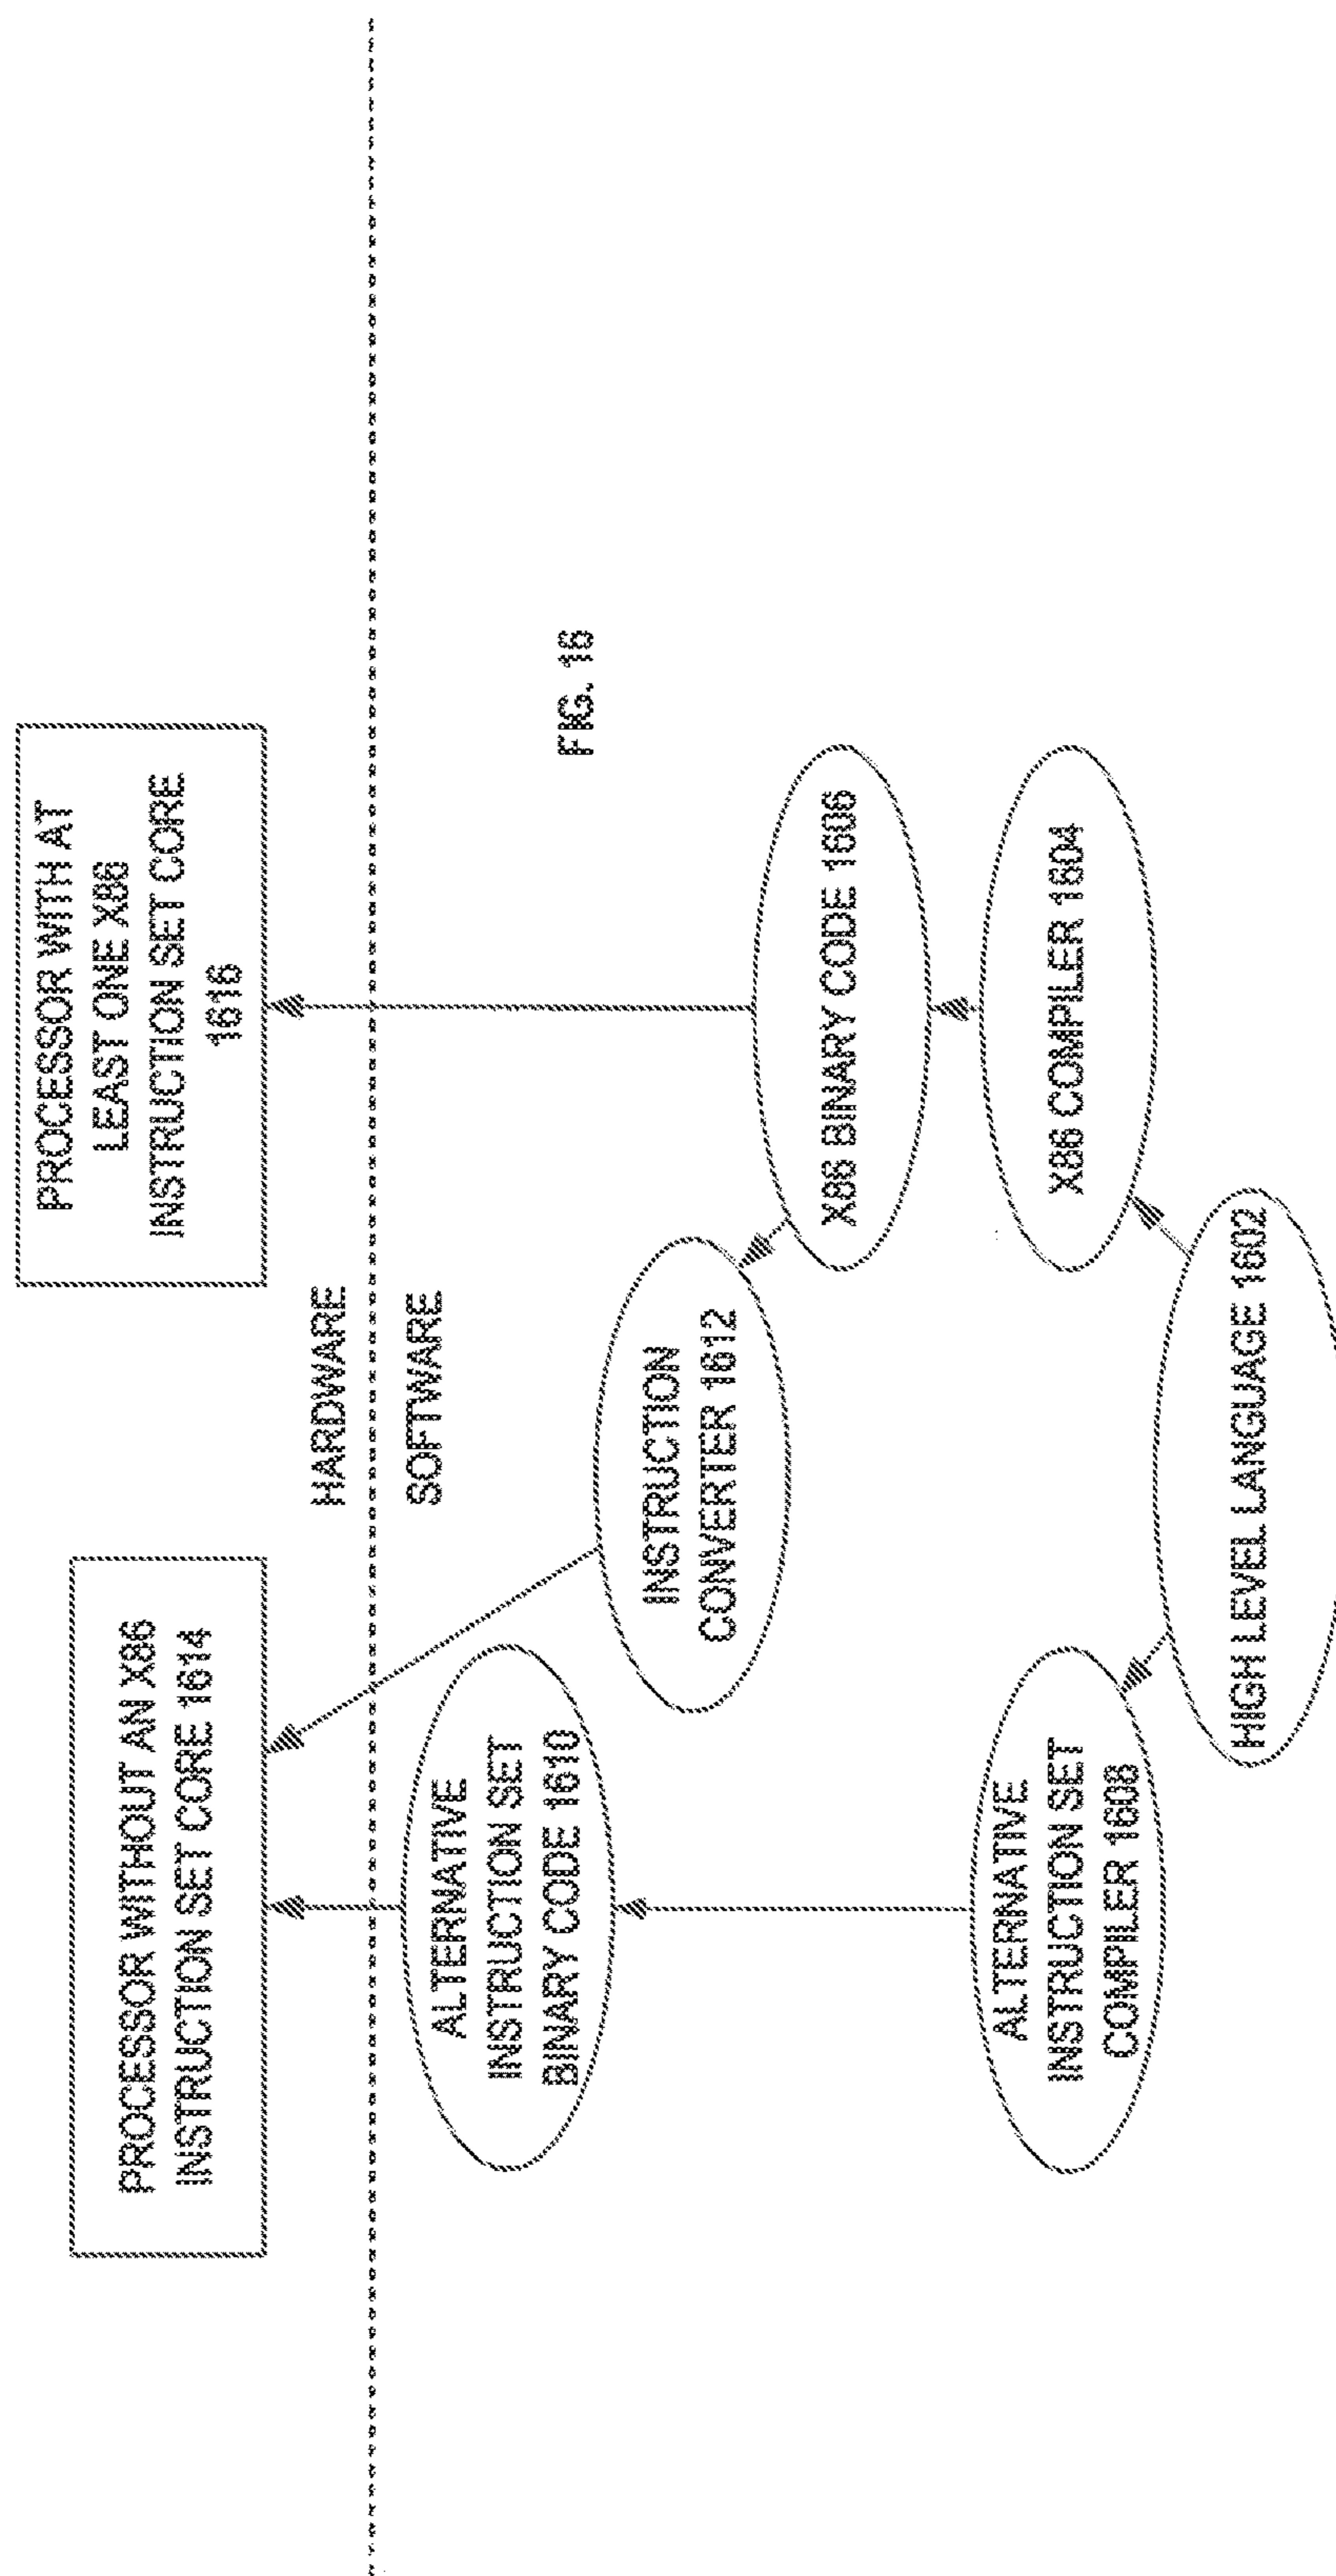 PROCESSOR WITHOUT AN X86
INSTRUCTION SET CORE 1614
PROCESSOR WITH AT
LEAST ONE X86
INSTRUCTION SET CORE
1616
HARDWARE
SOFTWARE
ALTERNATIVE
INSTRUCTION SET
BINARY CODE 1610
INSTRUCTION
CONVERTER 1612
FIG. 16
X86 BINARY CODE 1606
ALTERNATIVE
INSTRUCTION SET
COMPILER 1608
X86 COMPILER 1604
HIGH LEVEL LANGUAGE 1602